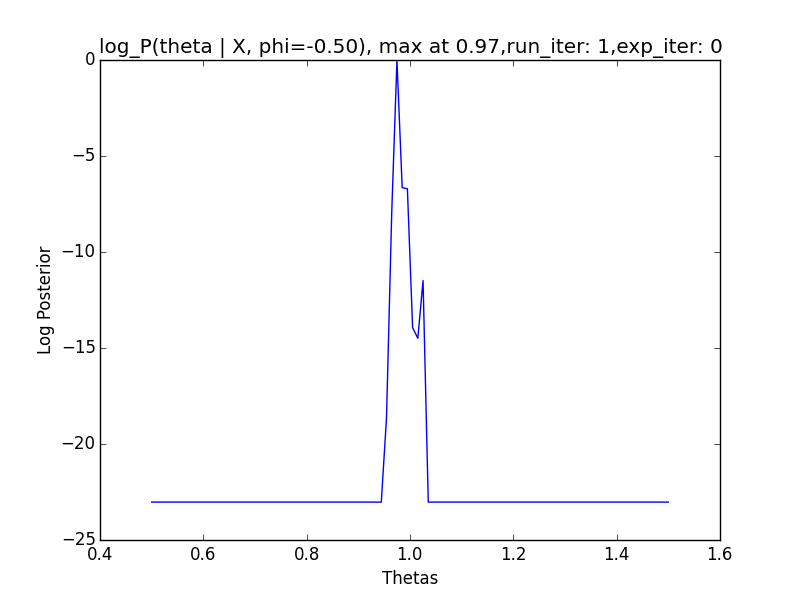 log_P(theta | X, phi=-0.50), max at 0.97,run_iter: 1,exp_iter: 0
0
−5
−10
−15
−20
−25
Log Posterior
0.4 0.6 0.8 1.0 1.2 1.4 1.6
Thetas